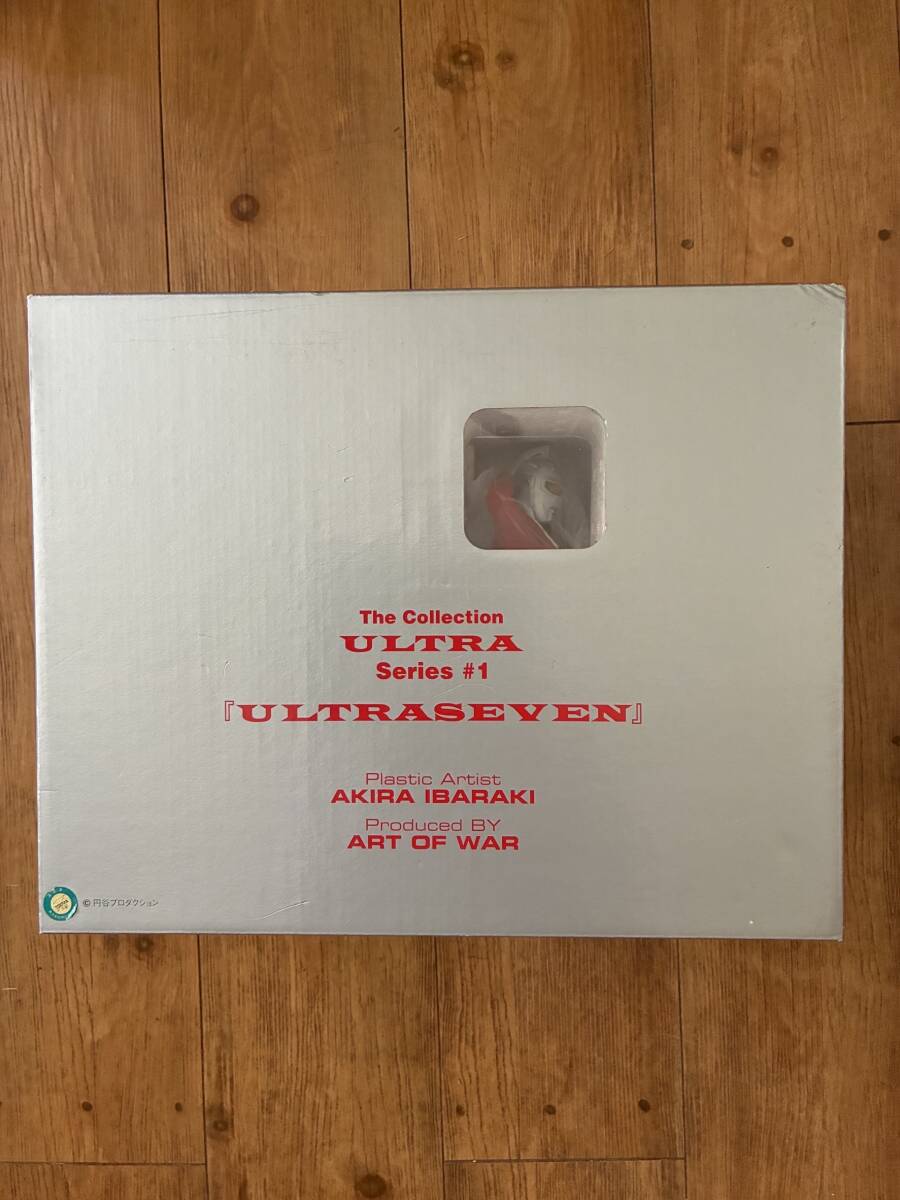 The Collection
ULTRA
Series #1
『ULTRASEVEN』
Plastic Artist
AKIRA IBARAKI
Produced BY
ART OF WAR
© 円谷プロダクション